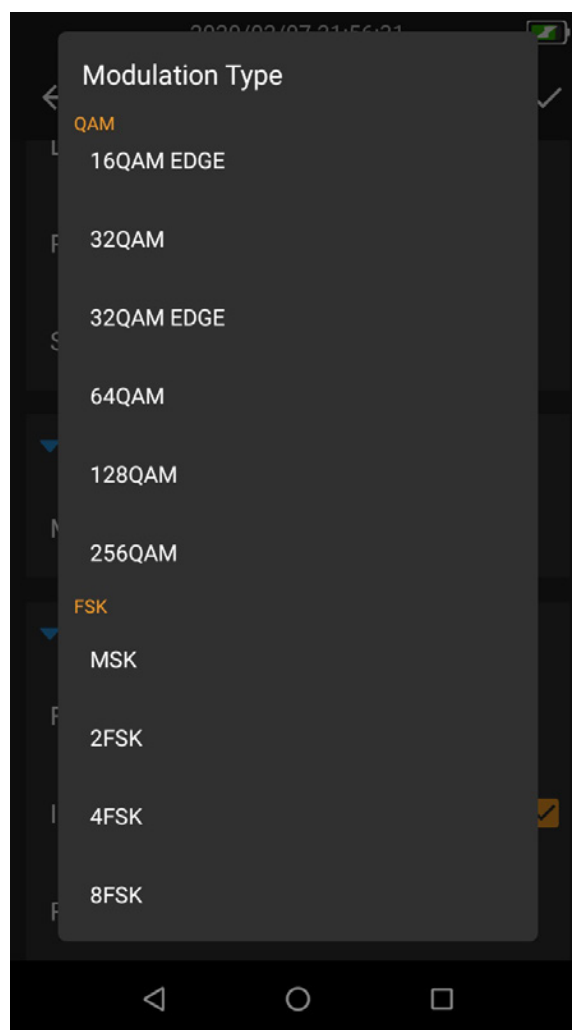 Modulation Type
QAM
16QAM EDGE
32QAM
32QAM EDGE
64QAM
128QAM
256QAM
FSK
MSK
2FSK
4FSK
8FSK